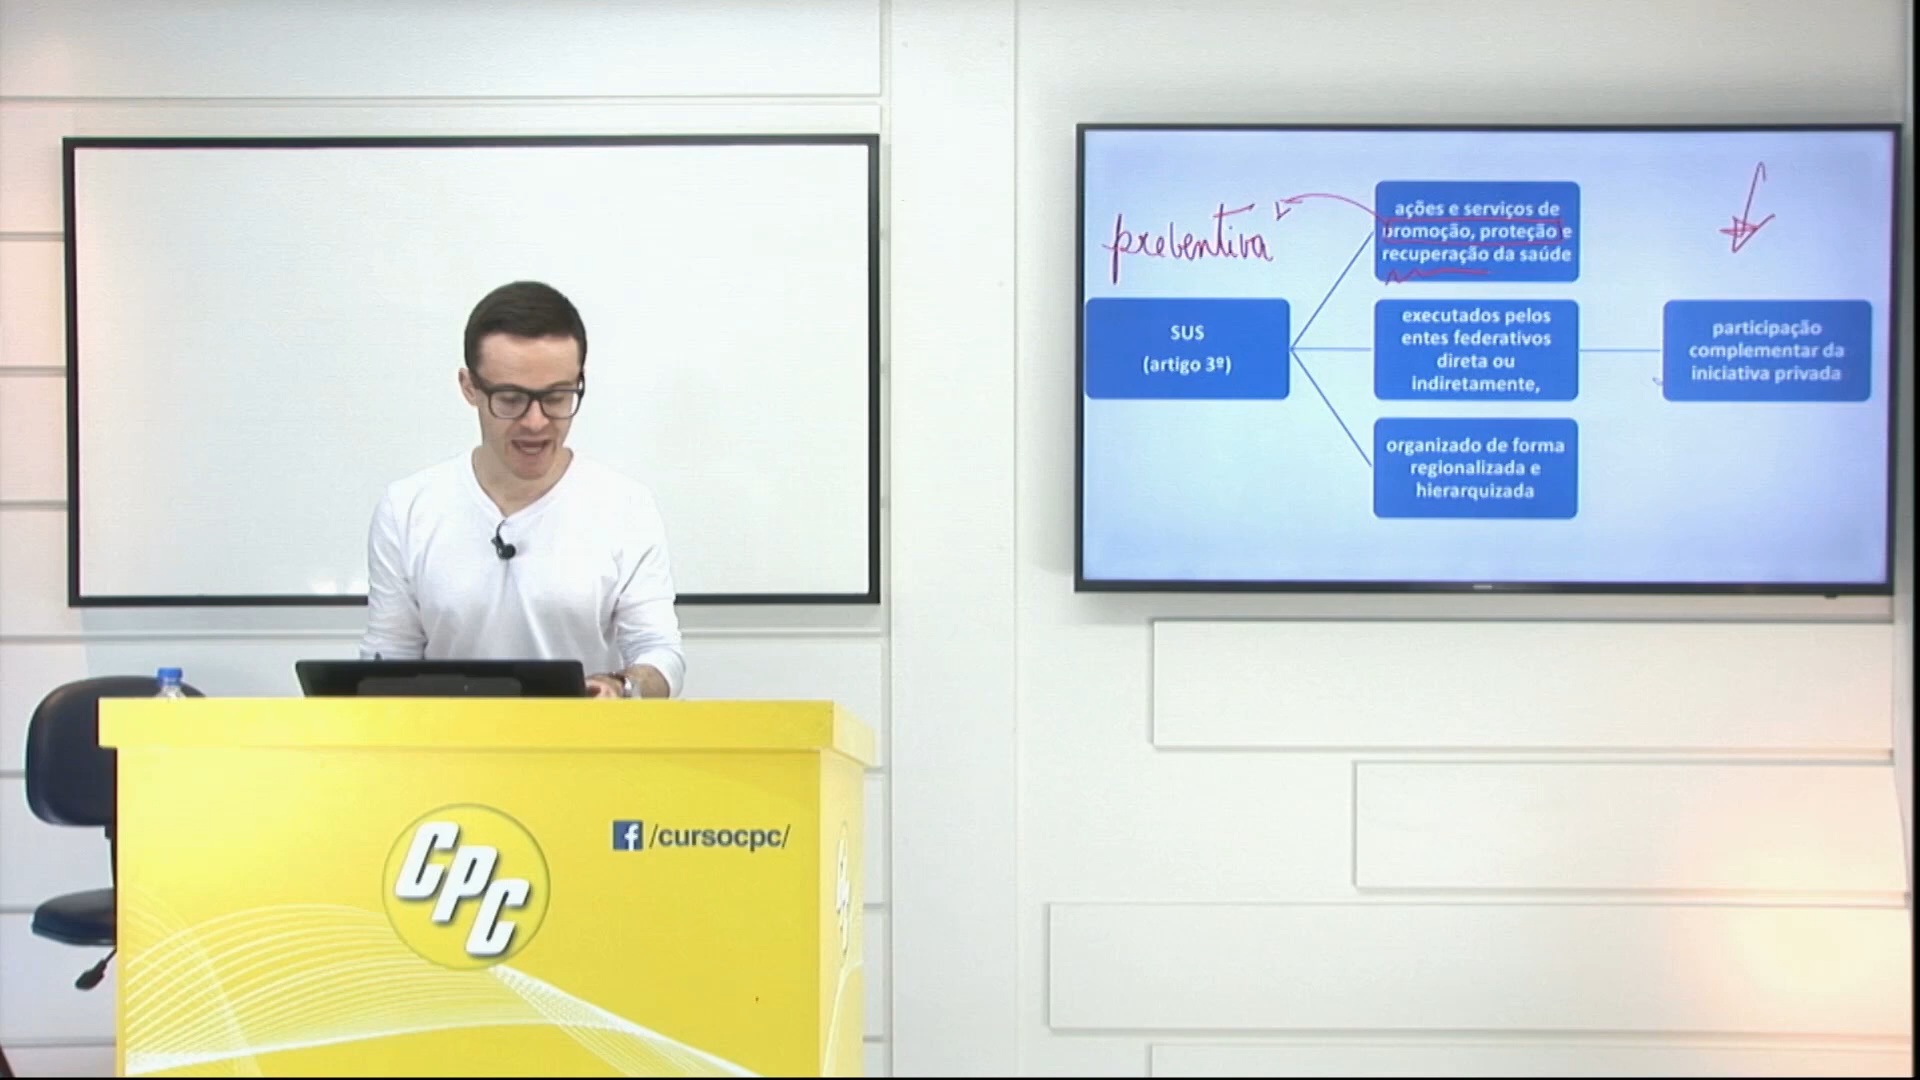 preventiva
ações e serviços de
promoção, proteção e
recuperação da saúde
SUS
(artigo 3º)
executados pelos
entes federativos
direta ou
indiretamente,
participação
complementar da
iniciativa privada
organizado de forma
regionalizada e
hierarquizada
CPC
/cursocpc/